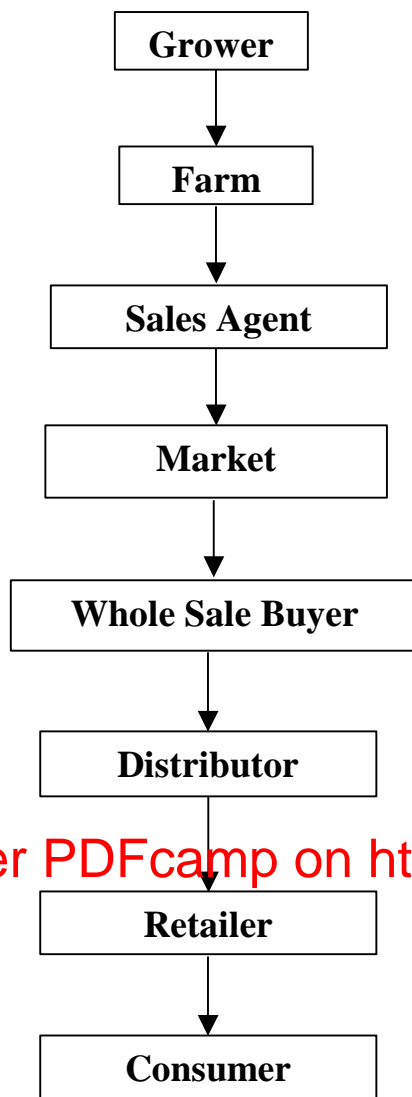 Grower
Farm
Sales Agent
Market
Whole Sale Buyer
Distributor
er PDFcamp on ht
Retailer
Consumer